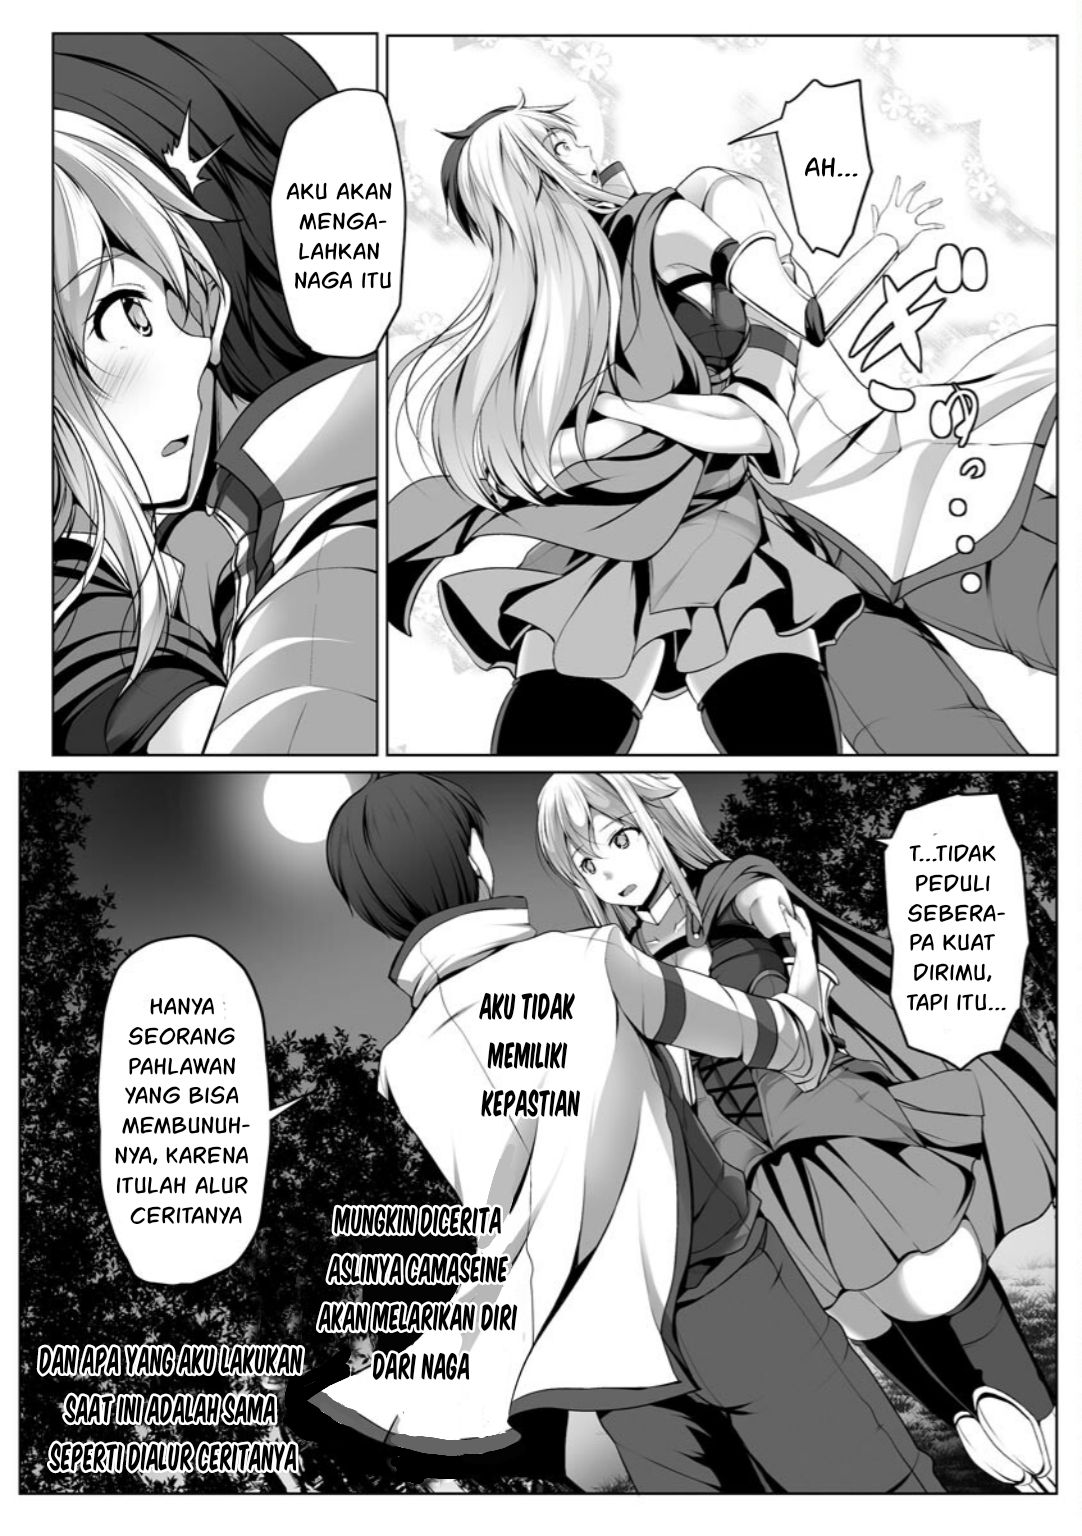 AH...
ギュ
AKU AKAN
MENGA-
LAHKAN
NAGA ITU
T...TIDAK
PEDULI
SEBERA-
PA KUAT
DIRIMU,
TAPI ITU...
AKU TIDAK
MEMILIKI
KEPASTIAN
HANYA
SEORANG
PAHLAWAN
YANG BISA
MEMBUNUH-
NYA, KARENA
ITULAH ALUR
CERITANYA
MUNGKIN DICERITA
ASLINYA CAMASEINE
AKAN MELARIKAN DIRI
DARI NAGA
DAN APA YANG AKU LAKUKAN
SAAT INI ADALAH SAMA
SEPERTI DIALUR CERITANYA